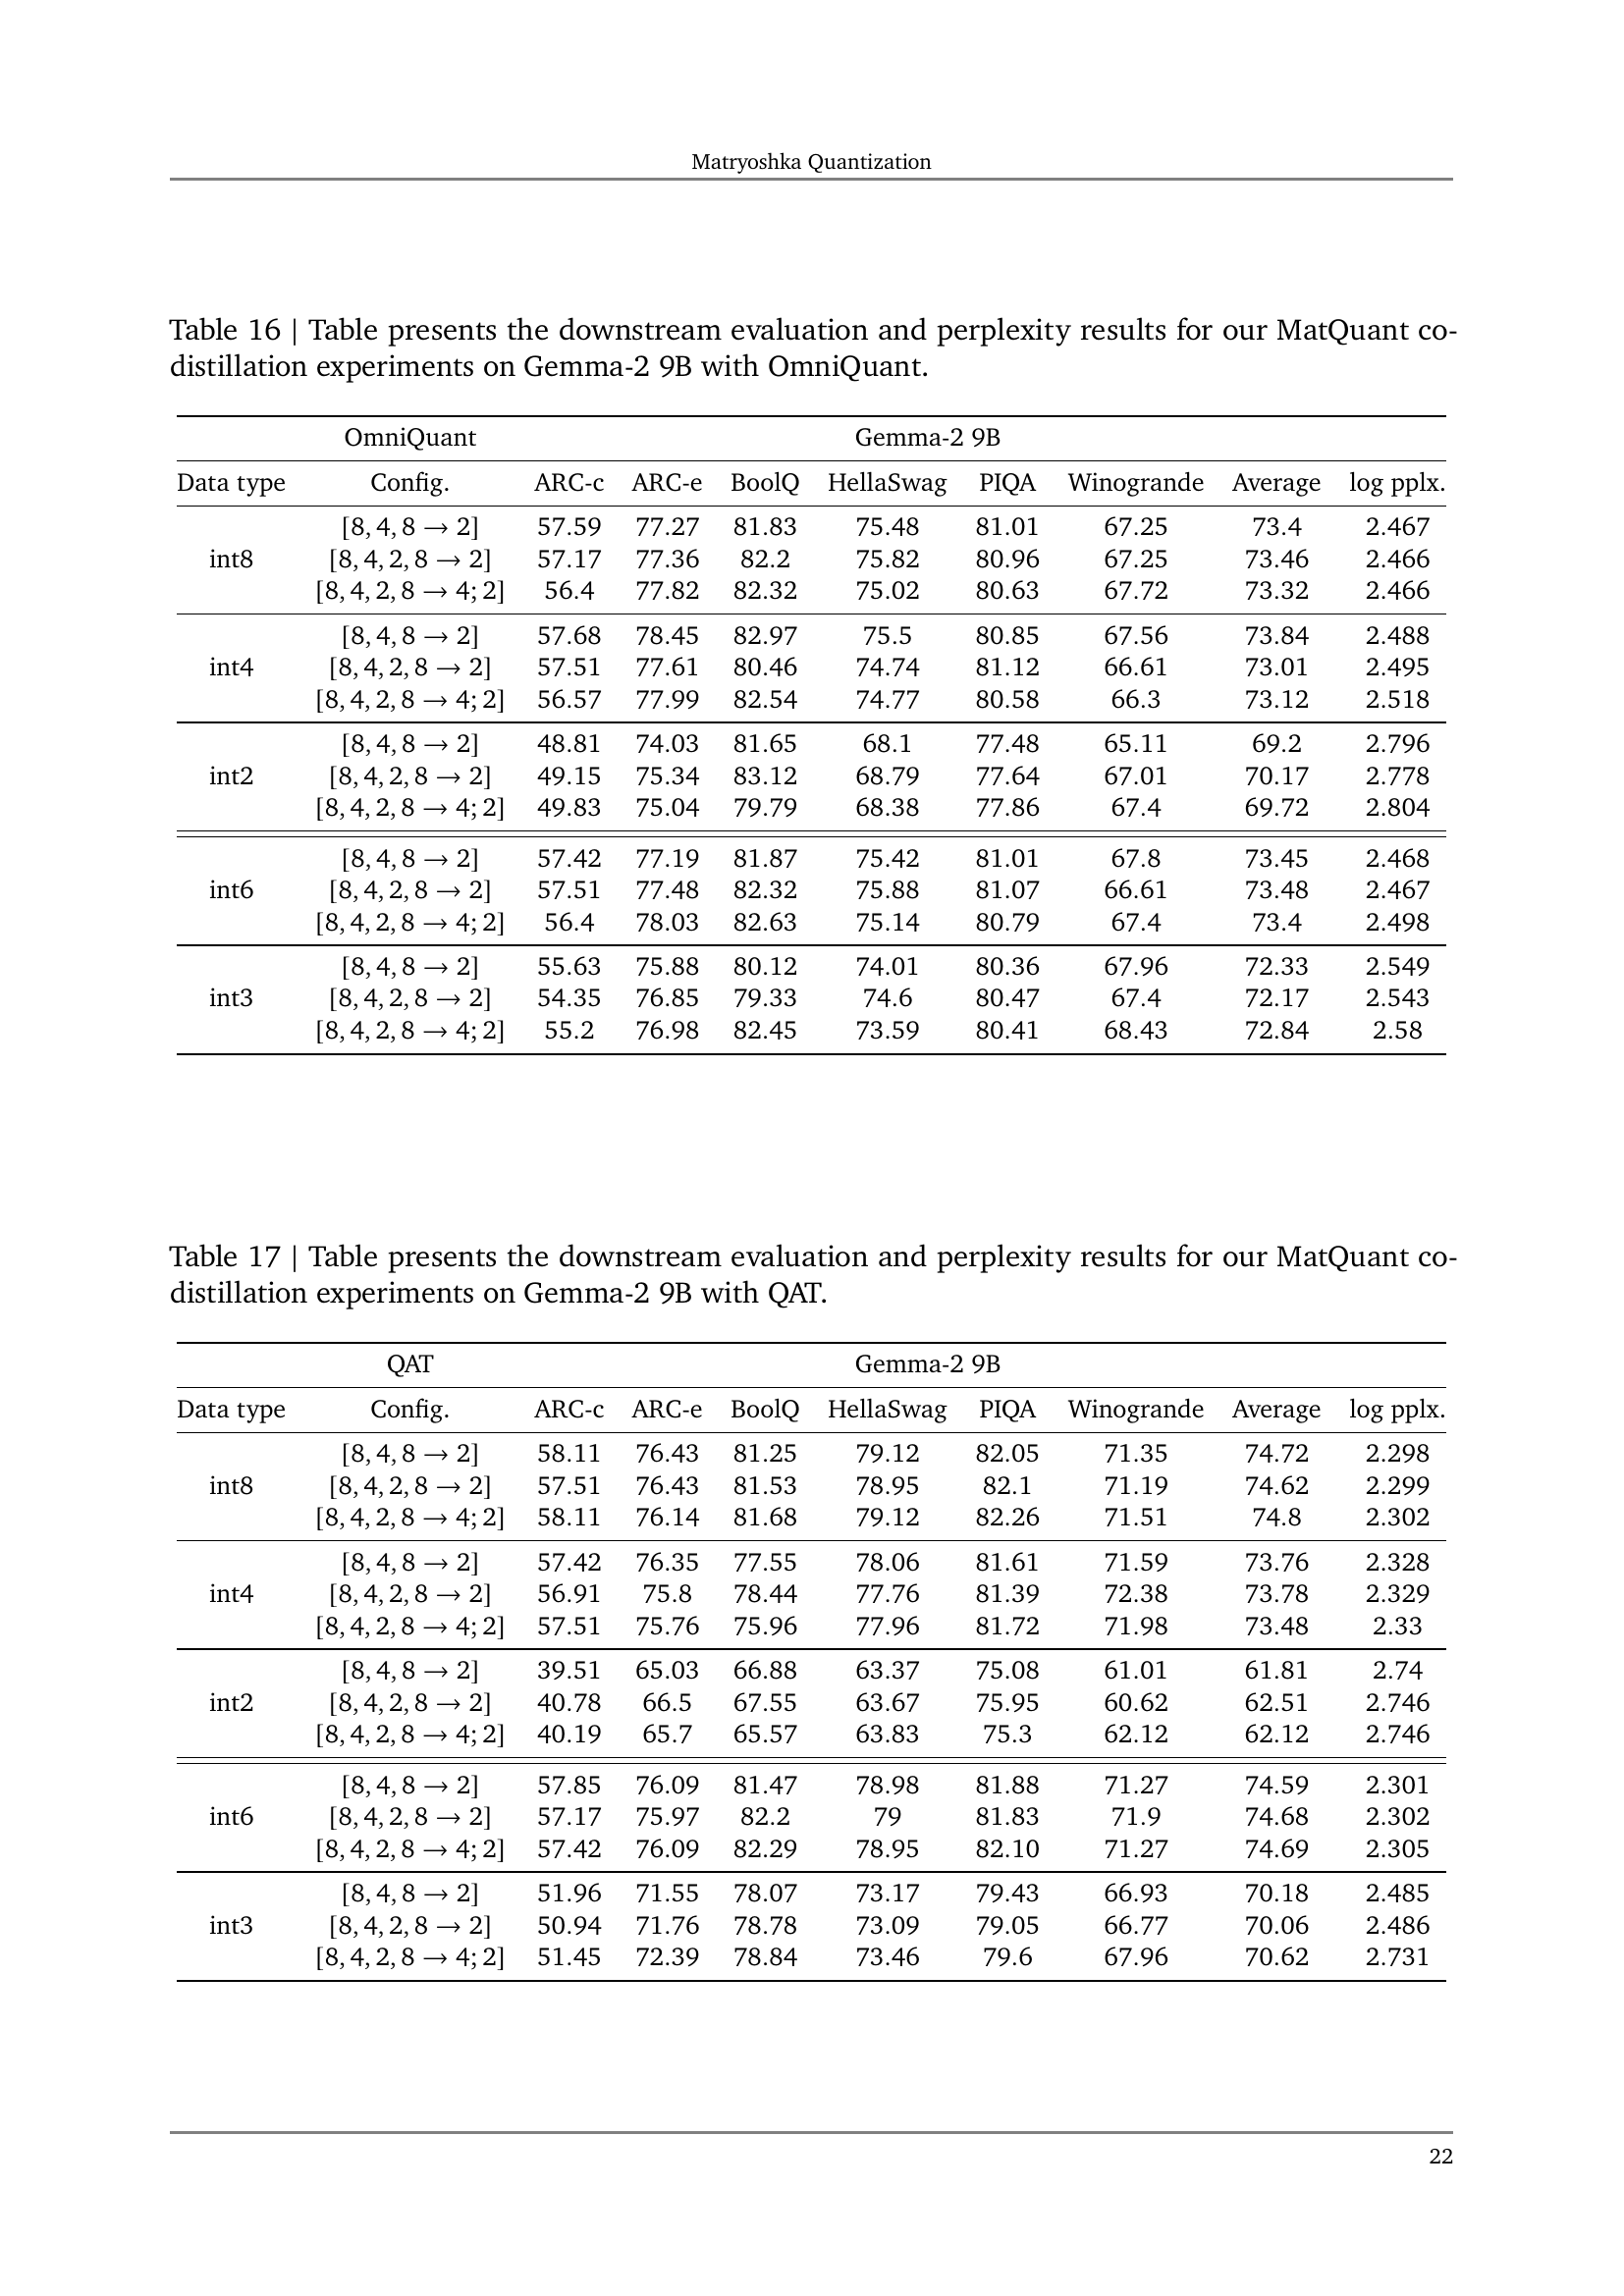 Matryoshka Quantization
Table 16 | Table presents the downstream evaluation and perplexity results for our MatQuant co-
distillation experiments on Gemma-2 9B with OmniQuant.
OmniQuant Gemma-2 9B
Data type Config. ARC-c ARC-e BoolQ HellaSwag PIQA Winogrande Average log pplx.
[8, 4, 8 → 2] 57.59 77.27 81.83 75.48 81.01 67.25 73.4 2.467
int8 [8, 4, 2, 8 → 2] 57.17 77.36 82.2 75.82 80.96 67.25 73.46 2.466
[8, 4, 2, 8 → 4; 2] 56.4 77.82 82.32 75.02 80.63 67.72 73.32 2.466
[8, 4, 8 → 2] 57.68 78.45 82.97 75.5 80.85 67.56 73.84 2.488
int4 [8, 4, 2, 8 → 2] 57.51 77.61 80.46 74.74 81.12 66.61 73.01 2.495
[8, 4, 2, 8 → 4; 2] 56.57 77.99 82.54 74.77 80.58 66.3 73.12 2.518
[8, 4, 8 → 2] 48.81 74.03 81.65 68.1 77.48 65.11 69.2 2.796
int2 [8, 4, 2, 8 → 2] 49.15 75.34 83.12 68.79 77.64 67.01 70.17 2.778
[8, 4, 2, 8 → 4; 2] 49.83 75.04 79.79 68.38 77.86 67.4 69.72 2.804
[8, 4, 8 → 2] 57.42 77.19 81.87 75.42 81.01 67.8 73.45 2.468
int6 [8, 4, 2, 8 → 2] 57.51 77.48 82.32 75.88 81.07 66.61 73.48 2.467
[8, 4, 2, 8 → 4; 2] 56.4 78.03 82.63 75.14 80.79 67.4 73.4 2.498
[8, 4, 8 → 2] 55.63 75.88 80.12 74.01 80.36 67.96 72.33 2.549
int3 [8, 4, 2, 8 → 2] 54.35 76.85 79.33 74.6 80.47 67.4 72.17 2.543
[8, 4, 2, 8 → 4; 2] 55.2 76.98 82.45 73.59 80.41 68.43 72.84 2.58
Table 17 | Table presents the downstream evaluation and perplexity results for our MatQuant co-
distillation experiments on Gemma-2 9B with QAT.
QAT Gemma-2 9B
Data type Config. ARC-c ARC-e BoolQ HellaSwag PIQA Winogrande Average log pplx.
[8, 4, 8 → 2] 58.11 76.43 81.25 79.12 82.05 71.35 74.72 2.298
int8 [8, 4, 2, 8 → 2] 57.51 76.43 81.53 78.95 82.1 71.19 74.62 2.299
[8, 4, 2, 8 → 4; 2] 58.11 76.14 81.68 79.12 82.26 71.51 74.8 2.302
[8, 4, 8 → 2] 57.42 76.35 77.55 78.06 81.61 71.59 73.76 2.328
int4 [8, 4, 2, 8 → 2] 56.91 75.8 78.44 77.76 81.39 72.38 73.78 2.329
[8, 4, 2, 8 → 4; 2] 57.51 75.76 75.96 77.96 81.72 71.98 73.48 2.33
[8, 4, 8 → 2] 39.51 65.03 66.88 63.37 75.08 61.01 61.81 2.74
int2 [8, 4, 2, 8 → 2] 40.78 66.5 67.55 63.67 75.95 60.62 62.51 2.746
[8, 4, 2, 8 → 4; 2] 40.19 65.7 65.57 63.83 75.3 62.12 62.12 2.746
[8, 4, 8 → 2] 57.85 76.09 81.47 78.98 81.88 71.27 74.59 2.301
int6 [8, 4, 2, 8 → 2] 57.17 75.97 82.2 79 81.83 71.9 74.68 2.302
[8, 4, 2, 8 → 4; 2] 57.42 76.09 82.29 78.95 82.10 71.27 74.69 2.305
[8, 4, 8 → 2] 51.96 71.55 78.07 73.17 79.43 66.93 70.18 2.485
int3 [8, 4, 2, 8 → 2] 50.94 71.76 78.78 73.09 79.05 66.77 70.06 2.486
[8, 4, 2, 8 → 4; 2] 51.45 72.39 78.84 73.46 79.6 67.96 70.62 2.731
22